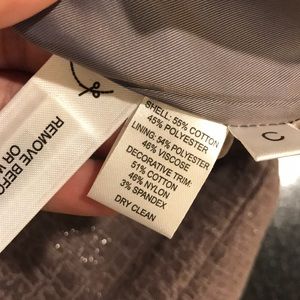 SHELL: 55% COTTON
45% POLYESTER
LINING: 54% POLYESTER
46% VISCOSE
DECORATIVE TRIM:
51% COTTON
46% NYLON
3% SPANDEX
DRY CLEAN
REMOVE BEFO
OR
C